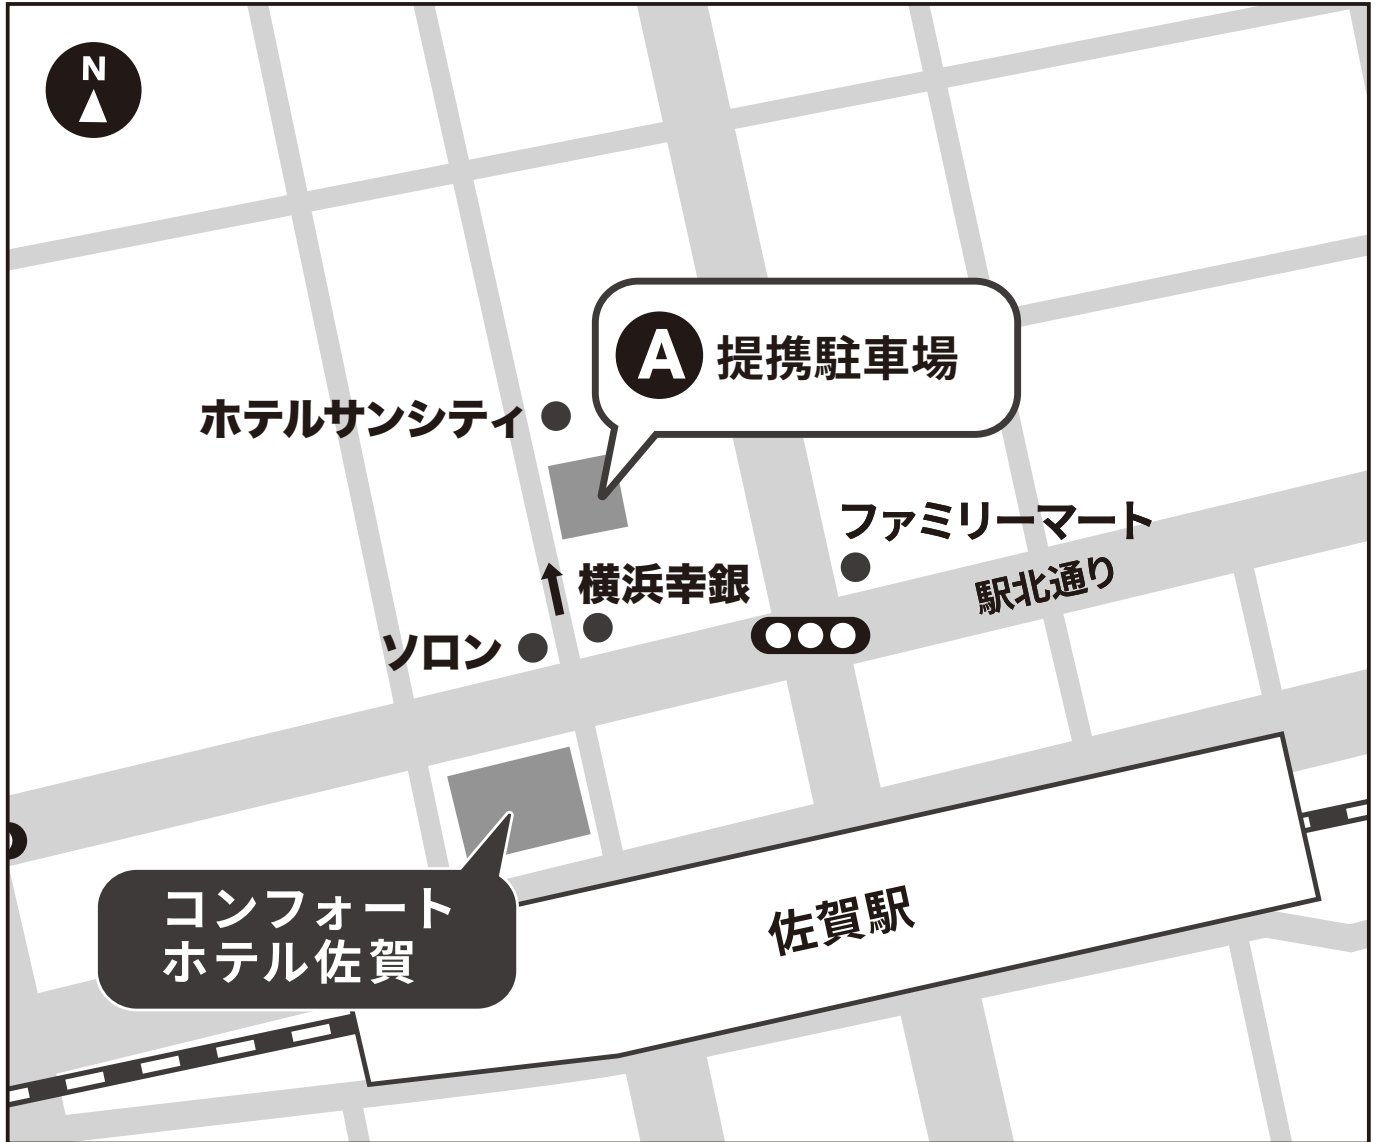 N
A 提携駐車場
ホテルサンシティ
ファミリーマート
駅北通り
横浜幸銀
ソロン
コンフォート
ホテル佐賀
佐賀駅